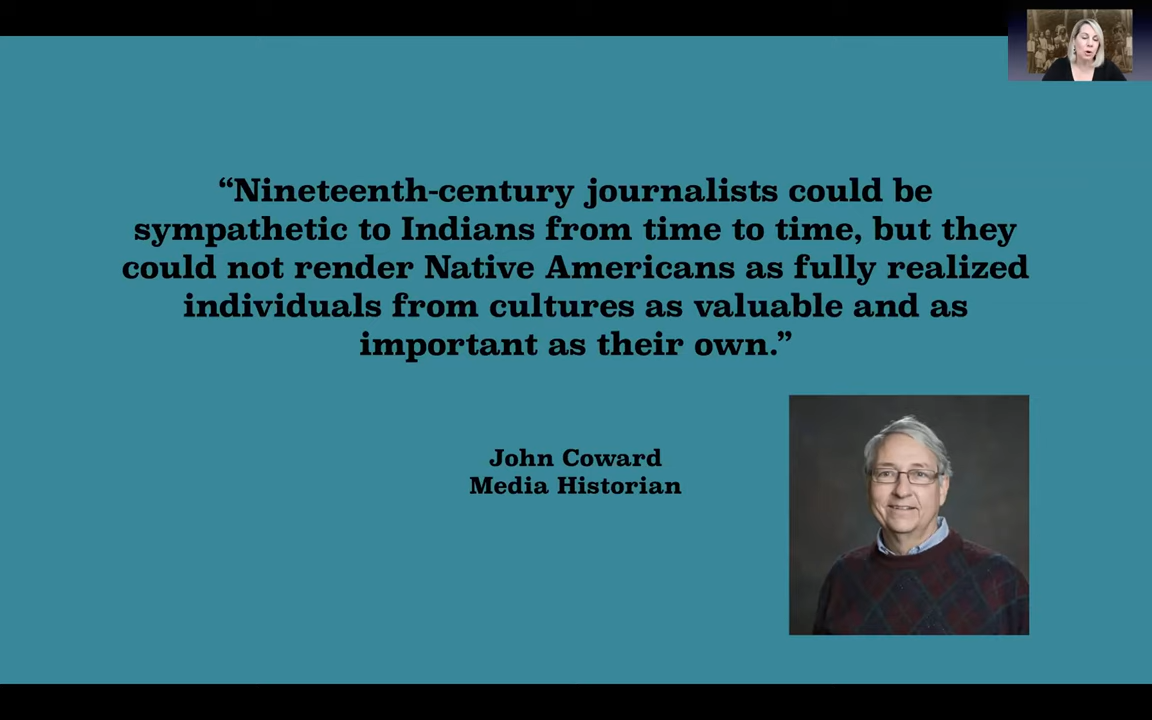 “Nineteenth-century journalists could be
sympathetic to Indians from time to time, but they
could not render Native Americans as fully realized
individuals from cultures as valuable and as
important as their own.”
John Coward
Media Historian